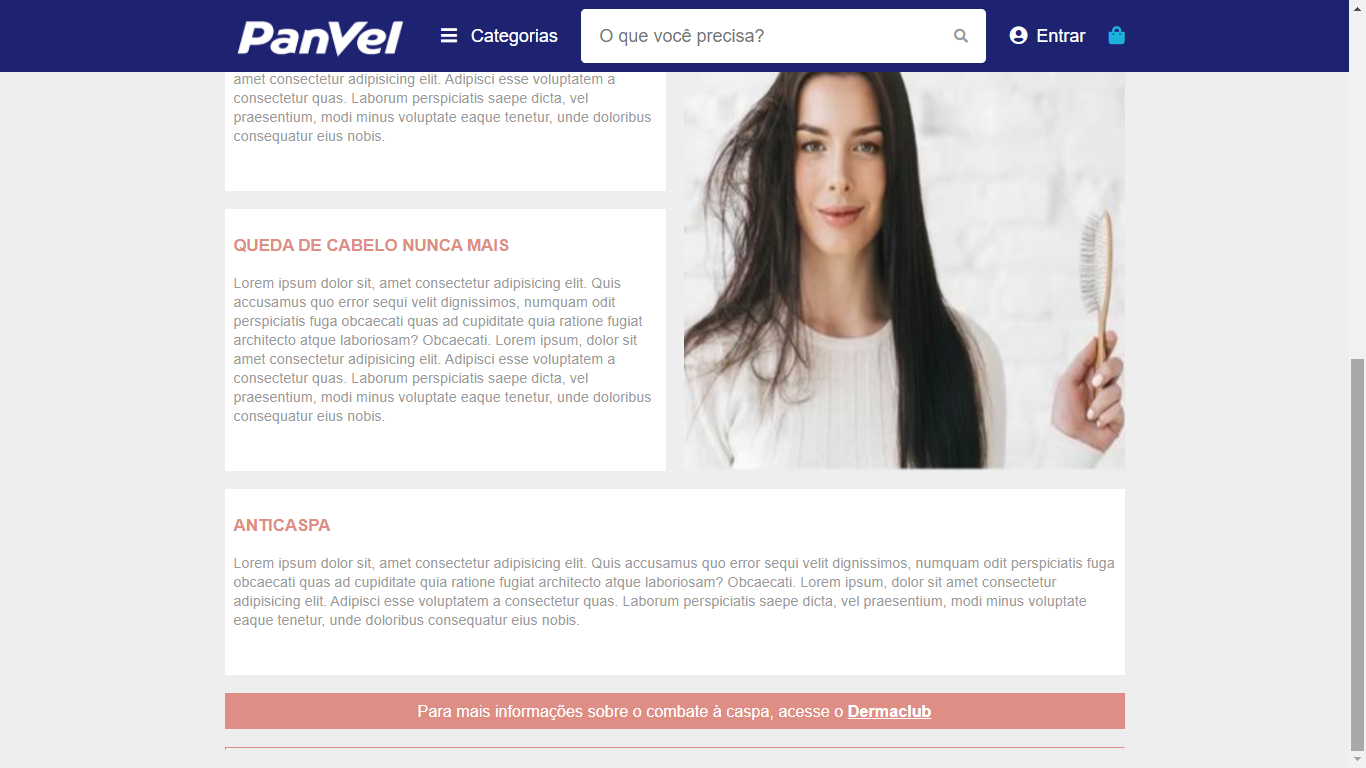 PanVel
Categorias
O que você precisa?
Entrar
amet consectetur adipisicing elit. Adipisci esse voluptatem a
consectetur quas. Laborum perspiciatis saepe dicta, vel
praesentium, modi minus voluptate eaque tenetur, unde doloribus
consequatur eius nobis.
QUEDA DE CABELO NUNCA MAIS
Lorem ipsum dolor sit, amet consectetur adipisicing elit. Quis
accusamus quo error sequi velit dignissimos, numquam odit
perspiciatis fuga obcaecati quas ad cupiditate quia ratione fugiat
architecto atque laboriosam? Obcaecati. Lorem ipsum, dolor sit
amet consectetur adipisicing elit. Adipisci esse voluptatem a
consectetur quas. Laborum perspiciatis saepe dicta, vel
praesentium, modi minus voluptate eaque tenetur, unde doloribus
consequatur eius nobis.
ANTICASPA
Lorem ipsum dolor sit, amet consectetur adipisicing elit. Quis accusamus quo error sequi velit dignissimos, numquam odit perspiciatis fuga
obcaecati quas ad cupiditate quia ratione fugiat architecto atque laboriosam? Obcaecati. Lorem ipsum, dolor sit amet consectetur
adipisicing elit. Adipisci esse voluptatem a consectetur quas. Laborum perspiciatis saepe dicta, vel praesentium, modi minus voluptate
eaque tenetur, unde doloribus consequatur eius nobis.
Para mais informações sobre o combate à caspa, acesse o Dermaclub